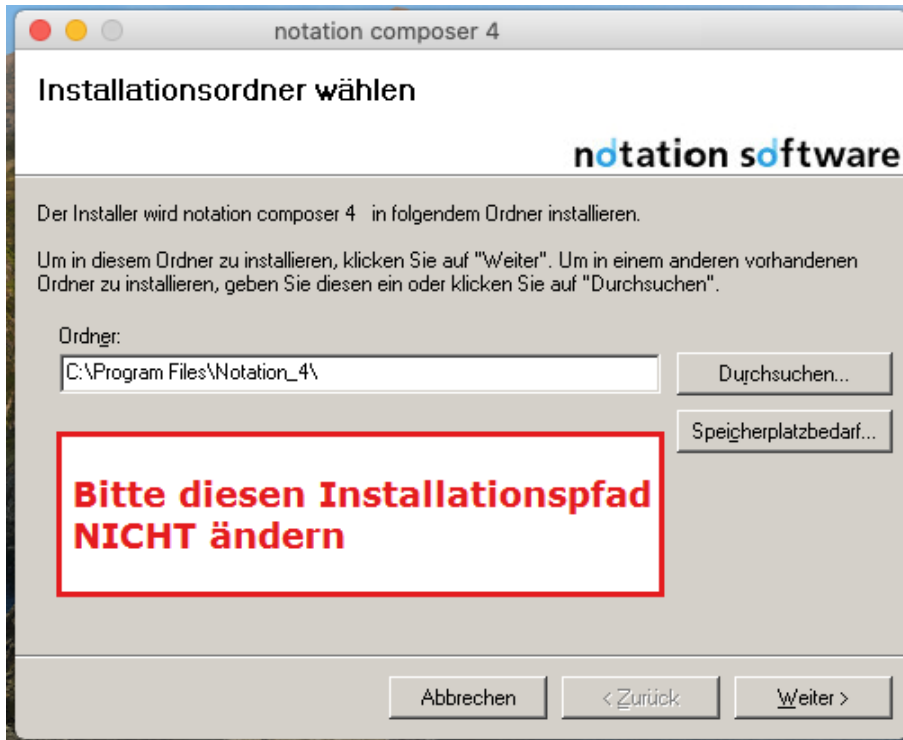 notation composer 4
Installationsordner wählen
notation software
Der Installer wird notation composer 4 in folgendem Ordner installieren.
Um in diesem Ordner zu installieren, klicken Sie auf "Weiter". Um in einem anderen vorhandenen
Ordner zu installieren, geben Sie diesen ein oder klicken Sie auf "Durchsuchen".
Ordner:
C:\Program Files\Notation_4\
Durchsuchen...
Speicherplatzbedarf...
Bitte diesen Installationspfad
NICHT ändern
Abbrechen
< Zurück
Weiter >